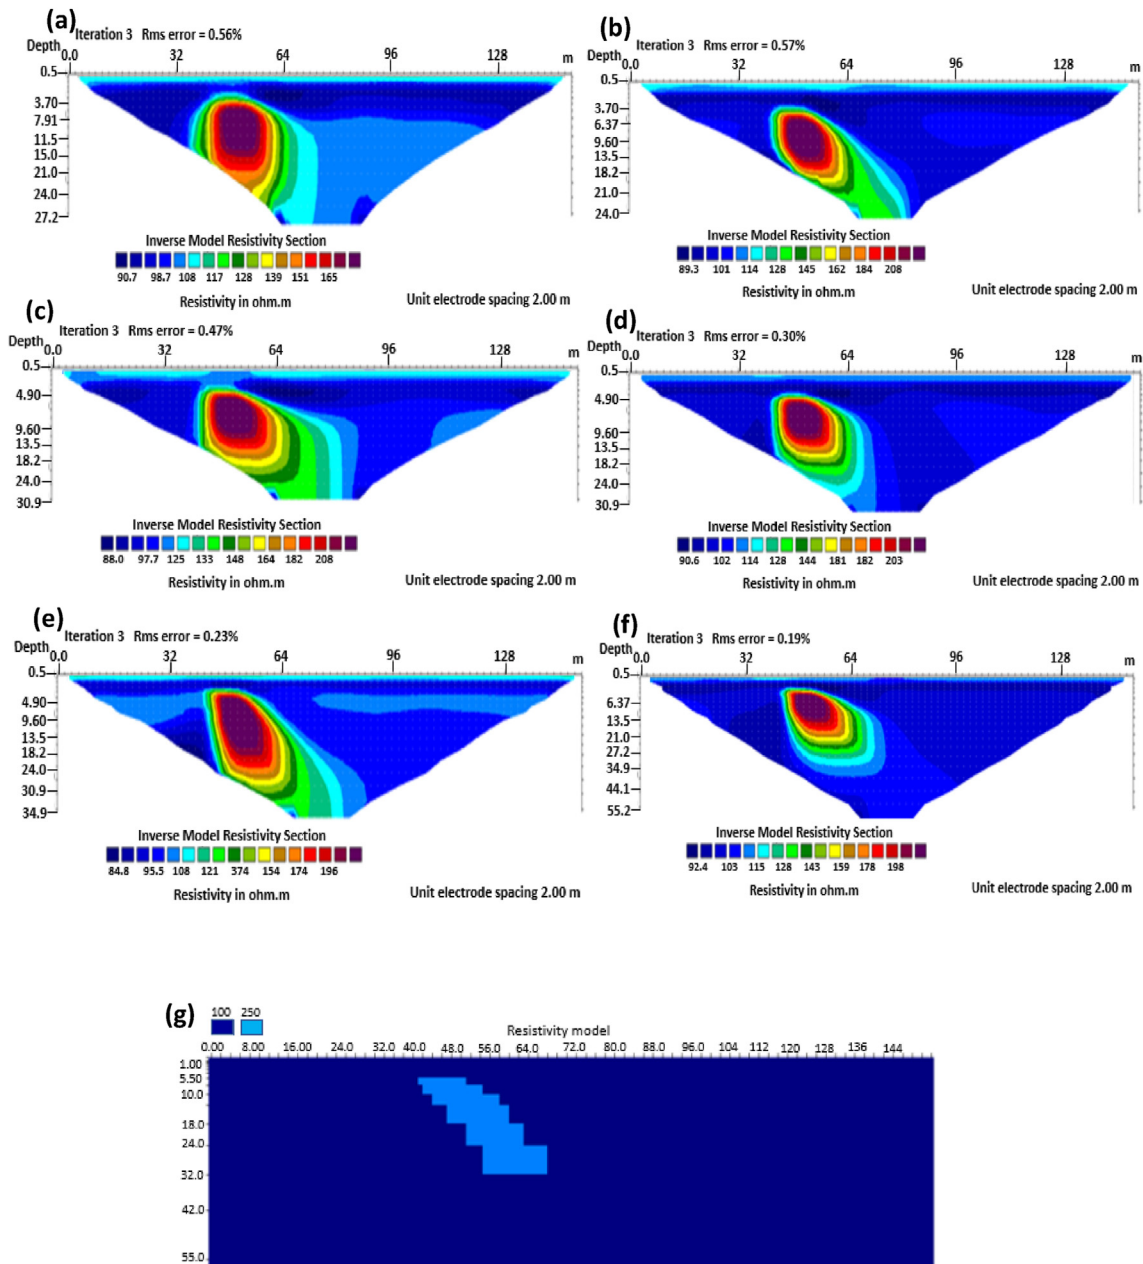 (a)
Iteration 3 Rms error = 0.56%
Depth 0.0 32 64 96 128 m
0.5
3.70
7.91
11.5
15.0
21.0
24.0
27.2
Inverse Model Resistivity Section
90.7 98.7 108 117 128 139 151 165
Resistivity in ohm.m
Unit electrode spacing 2.00 m
(b)
Iteration 3 Rms error = 0.57%
Depth 0.0 32 64 96 128 m
0.5
3.70
6.37
9.60
13.5
18.2
21.0
24.0
Inverse Model Resistivity Section
89.3 101 114 128 145 162 184 208
Resistivity in ohm.m
Unit electrode spacing 2.00 m
(c)
Iteration 3 Rms error = 0.47%
Depth 0.0 32 64 128 m
0.5
4.90
9.60
13.5
18.2
24.0
30.9
Inverse Model Resistivity Section
88.0 97.7 125 133 148 164 182 208
Resistivity in ohm.m
Unit electrode spacing 2.00 m
(d)
Iteration 3 Rms error = 0.30%
Depth 0.0 32 64 96 128 m
0.5
4.90
9.60
13.5
18.2
24.0
30.9
Inverse Model Resistivity Section
90.6 102 114 128 144 181 182 203
Resistivity in ohm.m
Unit electrode spacing 2.00 m
(e)
Iteration 3 Rms error = 0.23%
Depth 0.0 32 64 96 128 m
0.5
4.90
9.60
13.5
18.2
24.0
30.9
34.9
Inverse Model Resistivity Section
84.8 95.5 108 121 374 154 174 196
Resistivity in ohm.m
Unit electrode spacing 2.00 m
(f)
Iteration 3 Rms error = 0.19%
Depth 0.0 32 64 96 128 m
0.5
6.37
13.5
21.0
27.2
34.9
44.1
55.2
Inverse Model Resistivity Section
92.4 103 115 128 143 159 178 198
Resistivity in ohm.m
Unit electrode spacing 2.00 m
(g)
100 250
Resistivity model
0.00 8.00 16.00 24.0 32.0 40.0 48.0 56.0 64.0 72.0 80.0 88.0 96.0 104 112 120 128 136 144
1.00
5.50
10.0
18.0
24.0
32.0
42.0
55.0